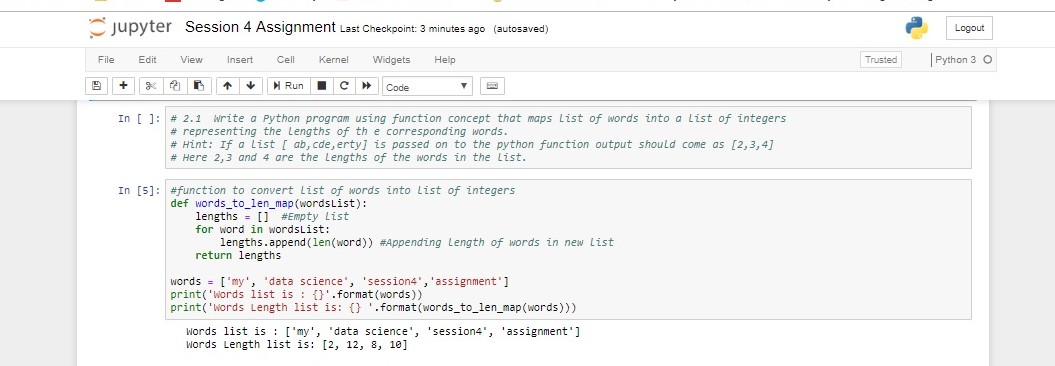 jupyter Session 4 Assignment Last Checkpoint: 3 minutes ago (autosaved) Logout
File Edit View Insert Cell Kernel Widgets Help Trusted Python 3
Run Code
In [ ]: # 2.1 Write a Python program using function concept that maps list of words into a list of integers
# representing the lengths of th e corresponding words.
# Hint: If a list [ ab,cde,erty] is passed on to the python function output should come as [2,3,4]
# Here 2,3 and 4 are the lengths of the words in the list.
In [5]: #function to convert list of words into list of integers
def words_to_len_map(wordsList):
lengths = [] #Empty list
for word in wordsList:
lengths.append(len(word)) #Appending length of words in new list
return lengths
words = ['my', 'data science', 'session4','assignment']
print('Words list is : {}'.format(words))
print('Words Length list is: {} '.format(words_to_len_map(words)))
Words list is : ['my', 'data science', 'session4', 'assignment']
Words Length list is: [2, 12, 8, 10]